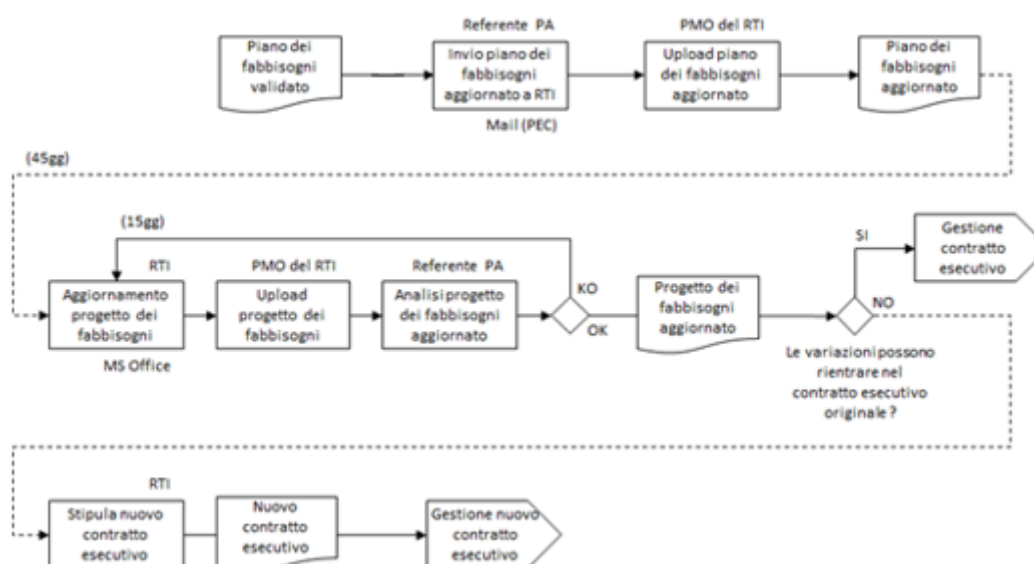 Referente PA
PMO del RTI
Piano dei
fabbisogni
validato
Invio piano dei
fabbisogni
aggiornato a RTI
Upload piano
dei fabbisogni
aggiornato
Piano dei
fabbisogni
aggiornato
Mail (PEC)
(45gg)
(15gg)
RTI
PMO del RTI
Referente PA
Aggiornamento
progetto dei
fabbisogni
Upload
progetto dei
fabbisogni
Analisi progetto
dei fabbisogni
aggiornato
KO
OK
Progetto dei
fabbisogni
aggiornato
SI
NO
Gestione
contratto
esecutivo
MS Office
Le variazioni possono
rientrare nel
contratto esecutivo
originale ?
RTI
Stipula nuovo
contratto
esecutivo
Nuovo
contratto
esecutivo
Gestione nuovo
contratto
esecutivo